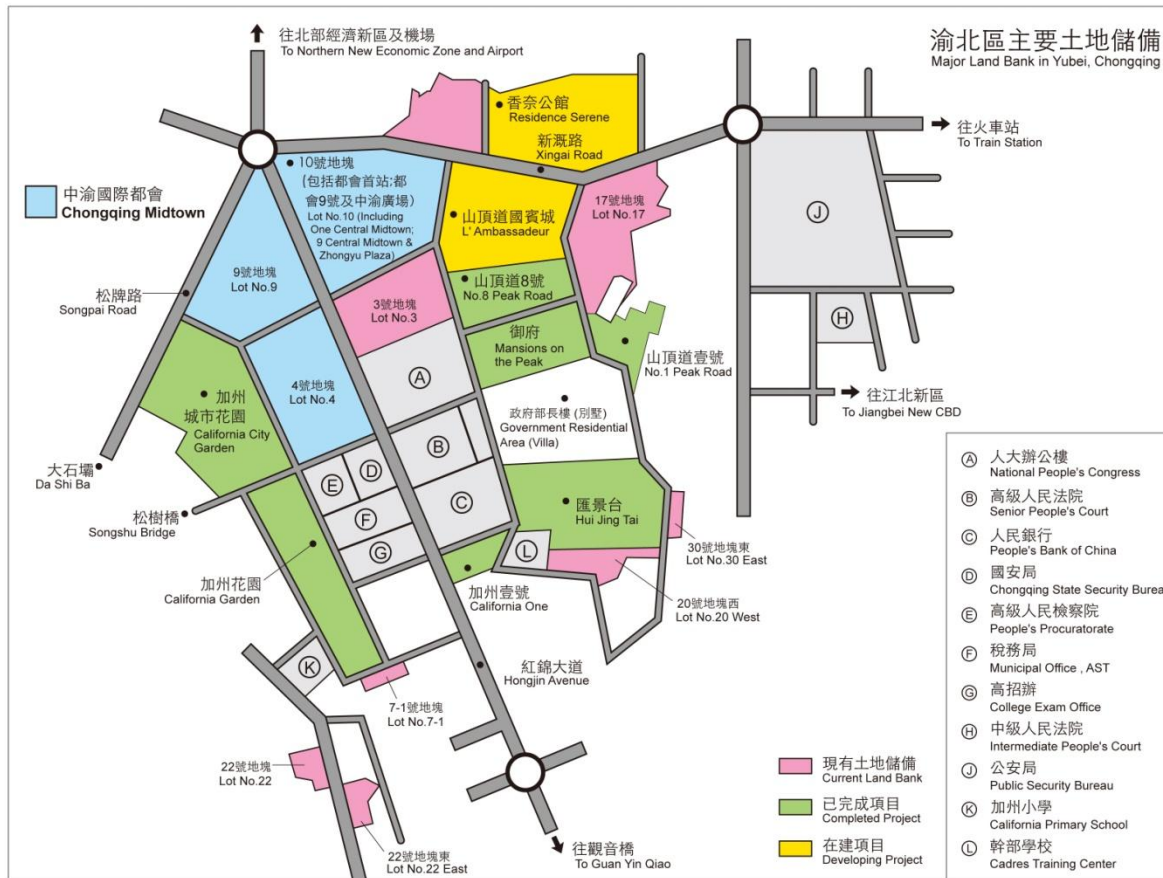 往北部經濟新區及機場
To Northern New Economic Zone and Airport
渝北區主要土地儲備
Major Land Bank in Yubei, Chongqing
香奈公館
Residence Serene
新溉路
Xingai Road
往火車站
To Train Station
中渝國際都會
Chongqing Midtown
10號地塊
(包括都會首站;都
會9號及中渝廣場)
Lot No.10 (Including
One Central Midtown;
9 Central Midtown &
Zhongyu Plaza)
山頂道國賓城
L' Ambassadeur
17號地塊
Lot No.17
J
9號地塊
Lot No.9
山頂道8號
No.8 Peak Road
松牌路
Songpai Road
3號地塊
Lot No.3
H
御府
Mansions on
the Peak
山頂道壹號
No.1 Peak Road
A
4號地塊
Lot No.4
加州
城市花園
California City
Garden
往江北新區
To Jiangbei New CBD
政府部長樓 (別墅)
Government Residential
Area (Villa)
B
大石壩
Da Shi Ba
E
D
C
F
G
松樹橋
Songshu Bridge
匯景台
Hui Jing Tai
L
30號地塊東
Lot No.30 East
加州花園
California Garden
加州壹號
California One
20號地塊西
Lot No.20 West
K
紅錦大道
Hongjin Avenue
7-1號地塊
Lot No.7-1
22號地塊
Lot No.22
22號地塊東
Lot No.22 East
往觀音橋
To Guan Yin Qiao
現有土地儲備
Current Land Bank
已完成項目
Completed Project
在建項目
Developing Project
A 人大辦公樓
National People's Congress
B 高級人民法院
Senior People's Court
C 人民銀行
People's Bank of China
D 國安局
Chongqing State Security Burea
E 高級人民檢察院
People's Procuratorate
F 稅務局
Municipal Office , AST
G 高招辦
College Exam Office
H 中級人民法院
Intermediate People's Court
J 公安局
Public Security Bureau
K 加州小學
California Primary School
L 幹部學校
Cadres Training Center